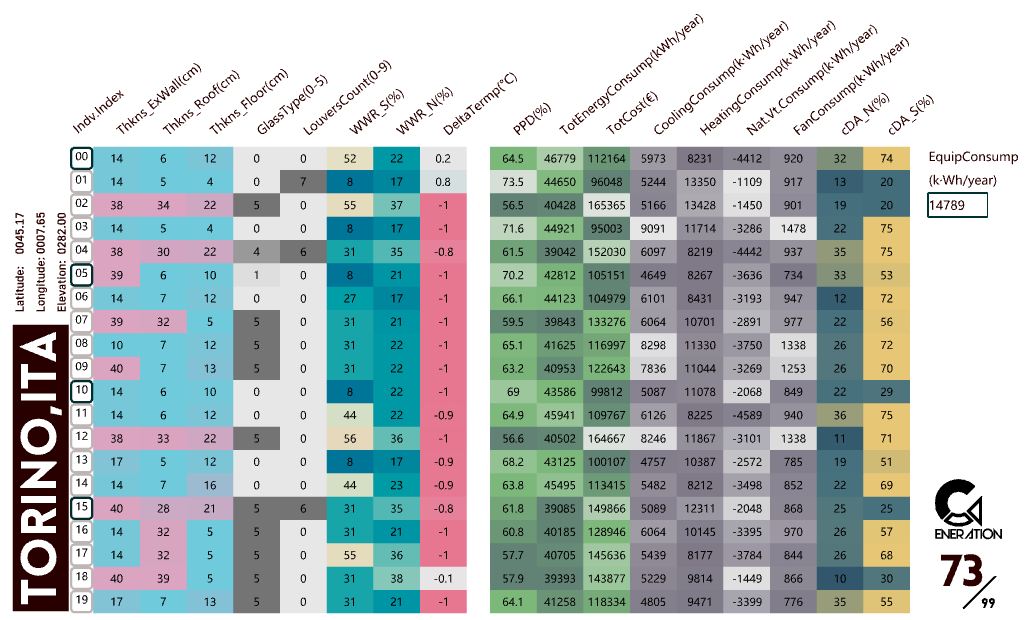 Indv.Index Thkns_ExWall(cm) Thkns_Roof(cm) Thkns_Floor(cm) GlassType(0-5) LouversCount(0-9) WWR_S(%) WWR_N(%) DeltaTermp(°C) PPD(%) TotEnergyConsump(kWh/year) TotCost(€) CoolingConsump(k·Wh/year) HeatingConsump(k·Wh/year) Nat.Vt.Consump(k·Wh/year) FanConsump(k·Wh/year) cDA_N(%) cDA_S(%)
00 14 6 12 0 0 52 22 0.2 64.5 46779 112164 5973 8231 -4412 920 32 74
01 14 5 4 0 7 8 17 0.8 73.5 44650 96048 5244 13350 -1109 917 13 20
02 38 34 22 5 0 55 37 -1 56.5 40428 165365 5166 13428 -1450 901 19 20
03 14 5 4 0 0 8 17 -1 71.6 44921 95003 9091 11714 -3286 1478 22 75
04 38 30 22 4 6 31 35 -0.8 61.5 39042 152030 6097 8219 -4442 937 35 75
05 39 6 10 1 0 8 21 -1 70.2 42812 105151 4649 8267 -3636 734 33 53
06 14 7 12 0 0 27 17 -1 66.1 44123 104979 6101 8431 -3193 947 12 72
07 39 32 5 5 0 31 21 -1 59.5 39843 133276 6064 10701 -2891 977 22 56
08 10 7 12 5 0 31 22 -1 65.1 41625 116997 8298 11330 -3750 1338 26 72
09 40 7 13 5 0 31 22 -1 63.2 40953 122643 7836 11044 -3269 1253 26 70
10 14 6 10 0 0 8 22 -1 69 43586 99812 5087 11078 -2068 849 22 29
11 14 6 12 0 0 44 22 -0.9 64.9 45941 109767 6126 8225 -4589 940 36 75
12 38 33 22 5 0 56 36 -1 56.6 40502 164667 8246 11867 -3101 1338 11 71
13 17 5 12 0 0 8 17 -0.9 68.2 43125 100107 4757 10387 -2572 785 19 51
14 14 7 16 0 0 44 23 -0.9 63.8 45495 113415 5482 8212 -3498 852 22 69
15 40 28 21 5 6 31 35 -0.8 61.8 39085 149866 5089 12311 -2048 868 25 25
16 14 32 5 5 0 31 21 -1 60.8 40185 128946 6064 10145 -3395 970 26 57
17 14 32 5 5 0 55 36 -1 57.7 40705 145636 5439 8177 -3784 844 26 68
18 40 39 5 5 0 31 38 -0.1 57.9 39393 143877 5229 9814 -1449 866 10 30
19 17 7 13 5 0 31 21 -1 64.1 41258 118334 4805 9471 -3399 776 35 55
Latitude: 0045.17
Longitude: 0007.65
Elevation: 0282.00
TORINO,ITA
EquipConsump
(k·Wh/year)
14789
ENERATION
73/99